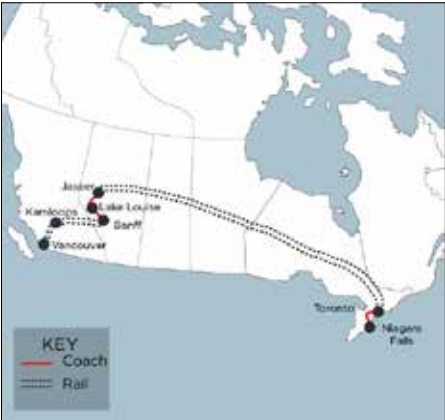 Jasper
Lake Louise
Kamloops
Banff
Vancouver
Toronto
Niagara
Falls
KEY
Coach
Rail